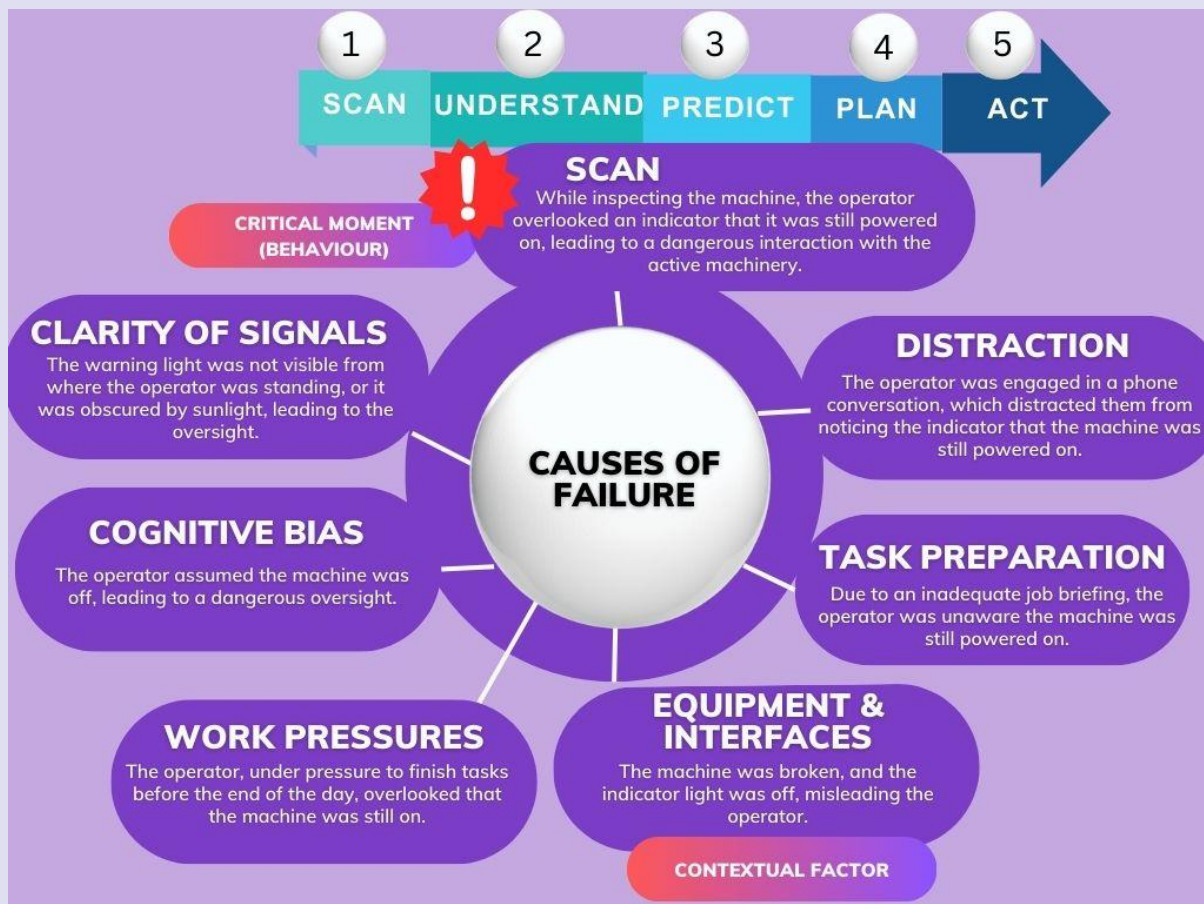 1
2
3
4
5
SCAN
UNDERSTAND
PREDICT
PLAN
ACT
!
SCAN
While inspecting the machine, the operator
overlooked an indicator that it was still powered
on, leading to a dangerous interaction with the
active machinery.
CRITICAL MOMENT
(BEHAVIOUR)
CLARITY OF SIGNALS
The warning light was not visible from
where the operator was standing, or it
was obscured by sunlight, leading to the
oversight.
DISTRACTION
The operator was engaged in a phone
conversation, which distracted them from
noticing the indicator that the machine was
still powered on.
CAUSES OF
FAILURE
COGNITIVE BIAS
The operator assumed the machine was
off, leading to a dangerous oversight.
TASK PREPARATION
Due to an inadequate job briefing, the
operator was unaware the machine was
still powered on.
WORK PRESSURES
The operator, under pressure to finish tasks
before the end of the day, overlooked that
the machine was still on.
EQUIPMENT &
INTERFACES
The machine was broken, and the
indicator light was off, misleading the
operator.
CONTEXTUAL FACTOR